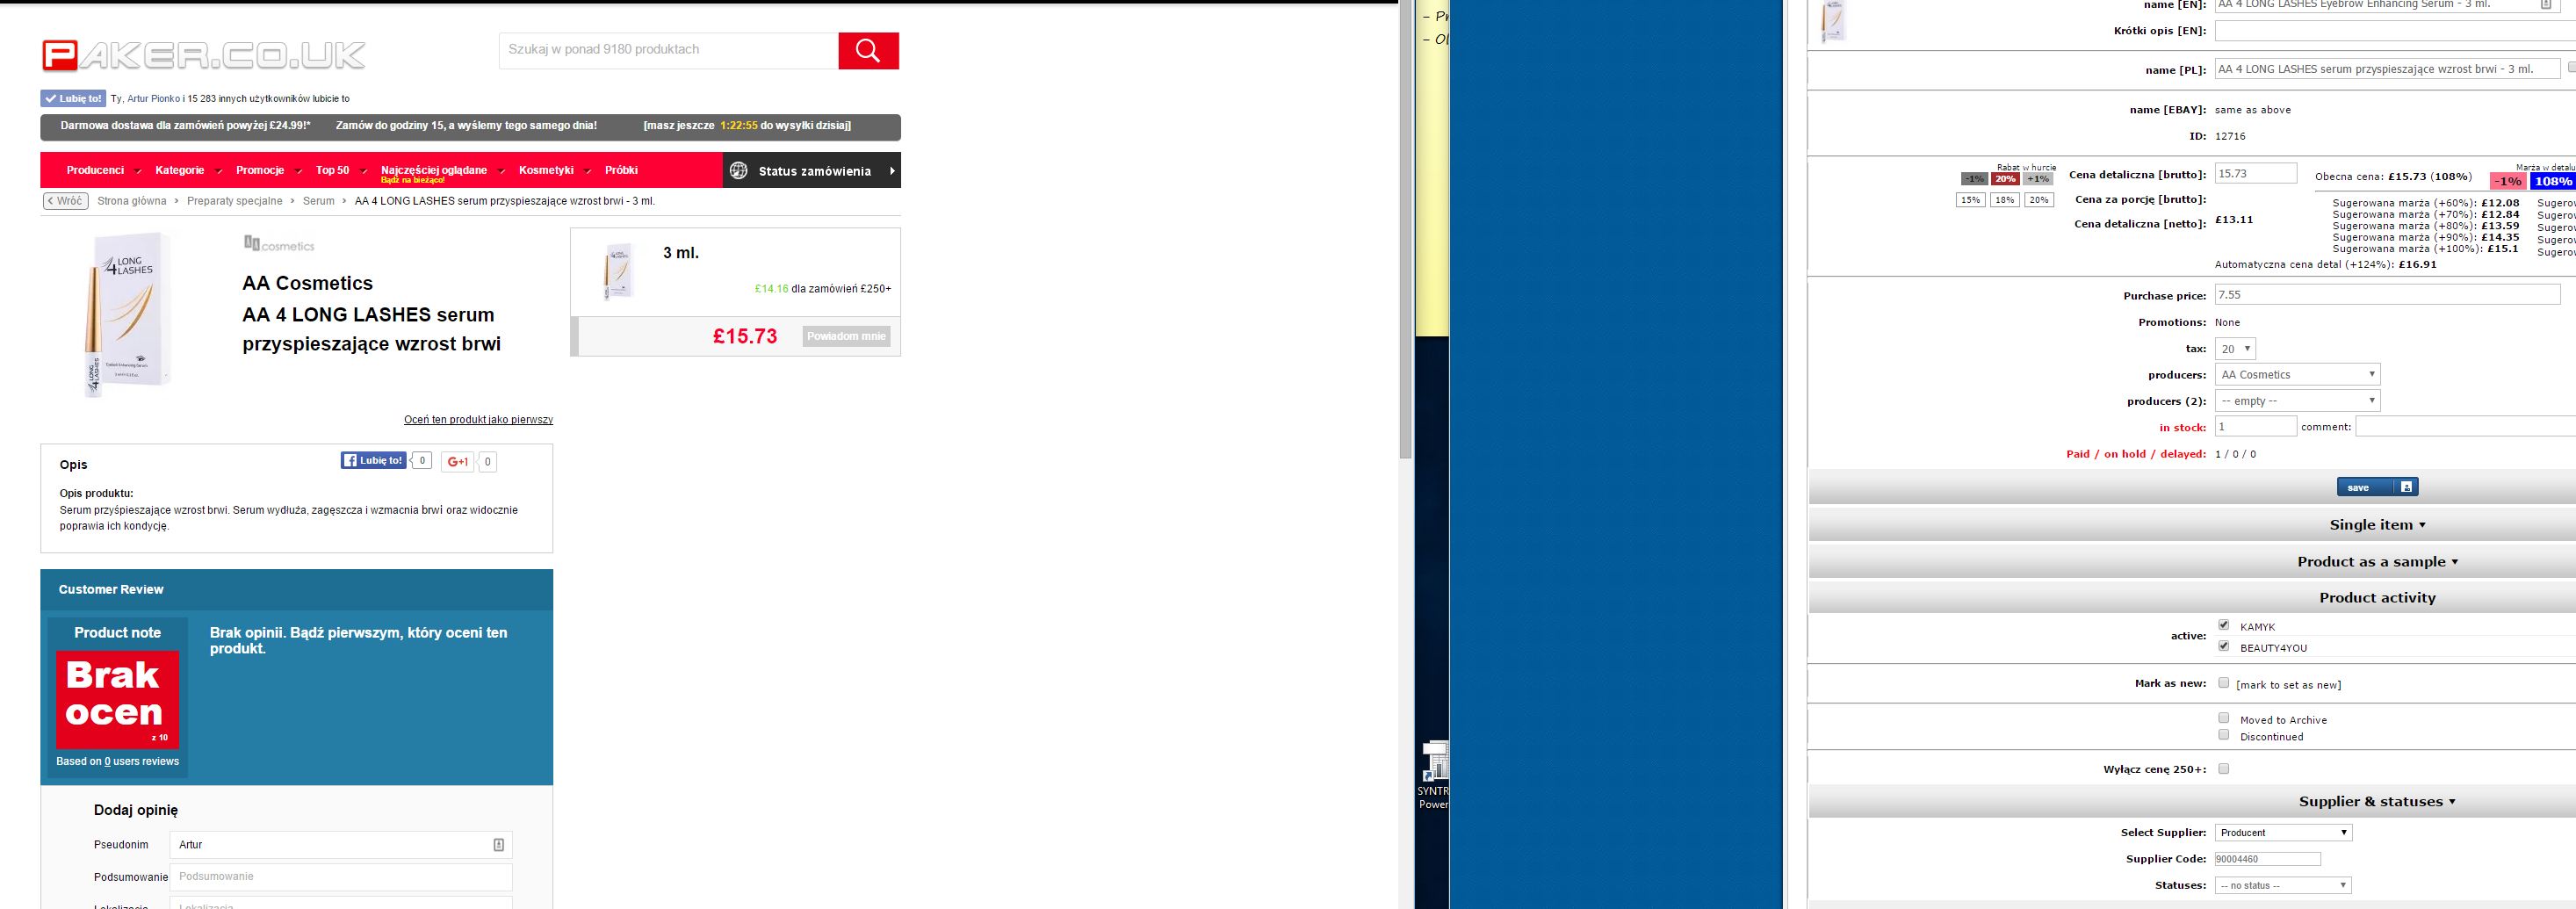 PAKER.CO.UK
Szukaj w ponad 9180 produktach
Lubię to! Ty, Artur Pionko i 15 283 innych użytkowników lubicie to
Darmowa dostawa dla zamówień powyżej £24.99!* Zamów do godziny 15, a wyślemy tego samego dnia! [masz jeszcze 1:22:55 do wysyłki dzisiaj]
Producenci Kategorie Promocje Top 50 Najczęściej oglądane Kosmetyki Próbki Status zamówienia
Bądź na bieżąco!
Wróć Strona główna > Preparaty specjalne > Serum > AA 4 LONG LASHES serum przyspieszające wzrost brwi - 3 ml.
AA cosmetics
4 LONG LASHES
AA Cosmetics
AA 4 LONG LASHES serum
przyspieszające wzrost brwi
3 ml.
£14.16 dla zamówień £250+
£15.73 Powiadom mnie
Oceń ten produkt jako pierwszy
Opis
Lubię to! 0 G+1 0
Opis produktu:
Serum przyśpieszające wzrost brwi. Serum wydłuża, zagęszcza i wzmacnia brwi oraz widocznie
poprawia ich kondycję.
Customer Review
Product note
Brak
ocen
z 10
Based on 0 users reviews
Brak opinii. Bądź pierwszym, który oceni ten
produkt.
Dodaj opinię
Pseudonim Artur
Podsumowanie Podsumowanie
Lokalizacja Lokalizacja
SYNTR
Power
name [EN]: AA 4 LONG LASHES Eyebrow Enhancing Serum - 3 ml.
Krótki opis [EN]:
name [PL]: AA 4 LONG LASHES serum przyspieszające wzrost brwi - 3 ml.
name [EBAY]: same as above
ID: 12716
Rabat w hurcie
-1% 20% +1%
15% 18% 20%
Cena detaliczna [brutto]: 15.73 Obecna cena: £15.73 (108%)
Marża w detalu
-1% 108%
Cena za porcję [brutto]:
Cena detaliczna [netto]: £13.11
Sugerowana marża (+60%): £12.08
Sugerowana marża (+70%): £12.84
Sugerowana marża (+80%): £13.59
Sugerowana marża (+90%): £14.35
Sugerowana marża (+100%): £15.1
Automatyczna cena detal (+124%): £16.91
Purchase price: 7.55
Promotions: None
tax: 20
producers: AA Cosmetics
producers (2): -- empty --
in stock: 1 comment:
Paid / on hold / delayed: 1 / 0 / 0
save
Single item
Product as a sample
Product activity
active: KAMYK
BEAUTY4YOU
Mark as new: [mark to set as new]
Moved to Archive
Discontinued
Wyłącz cenę 250+:
Supplier & statuses
Select Supplier: Producent
Supplier Code: 90004460
Statuses: -- no status --